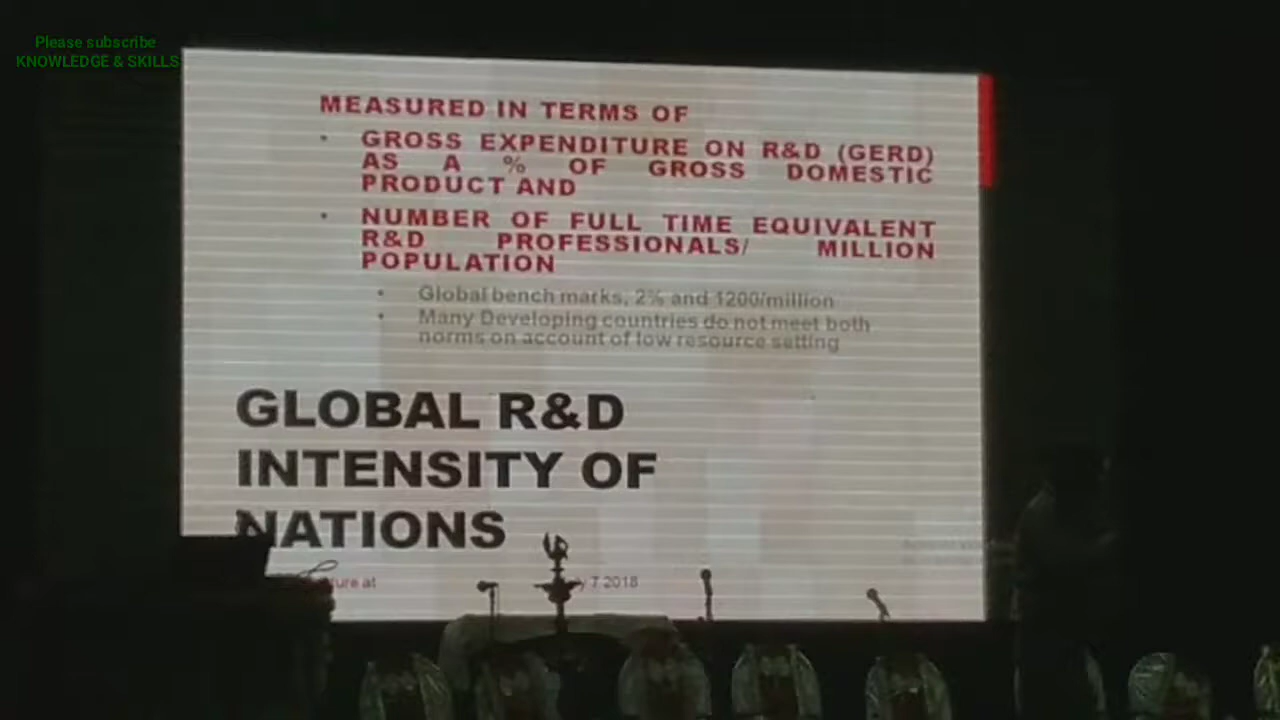 Please subscribe
KNOWLEDGE & SKILLS
MEASURED IN TERMS OF
• GROSS EXPENDITURE ON R&D (GERD)
AS A % OF GROSS DOMESTIC
PRODUCT AND
• NUMBER OF FULL TIME EQUIVALENT
R&D PROFESSIONALS/ MILLION
POPULATION
• Global bench marks, 2% and 1200/million
• Many Developing countries do not meet both
norms on account of low resource setting
GLOBAL R&D
INTENSITY OF
NATIONS
at
7 2018